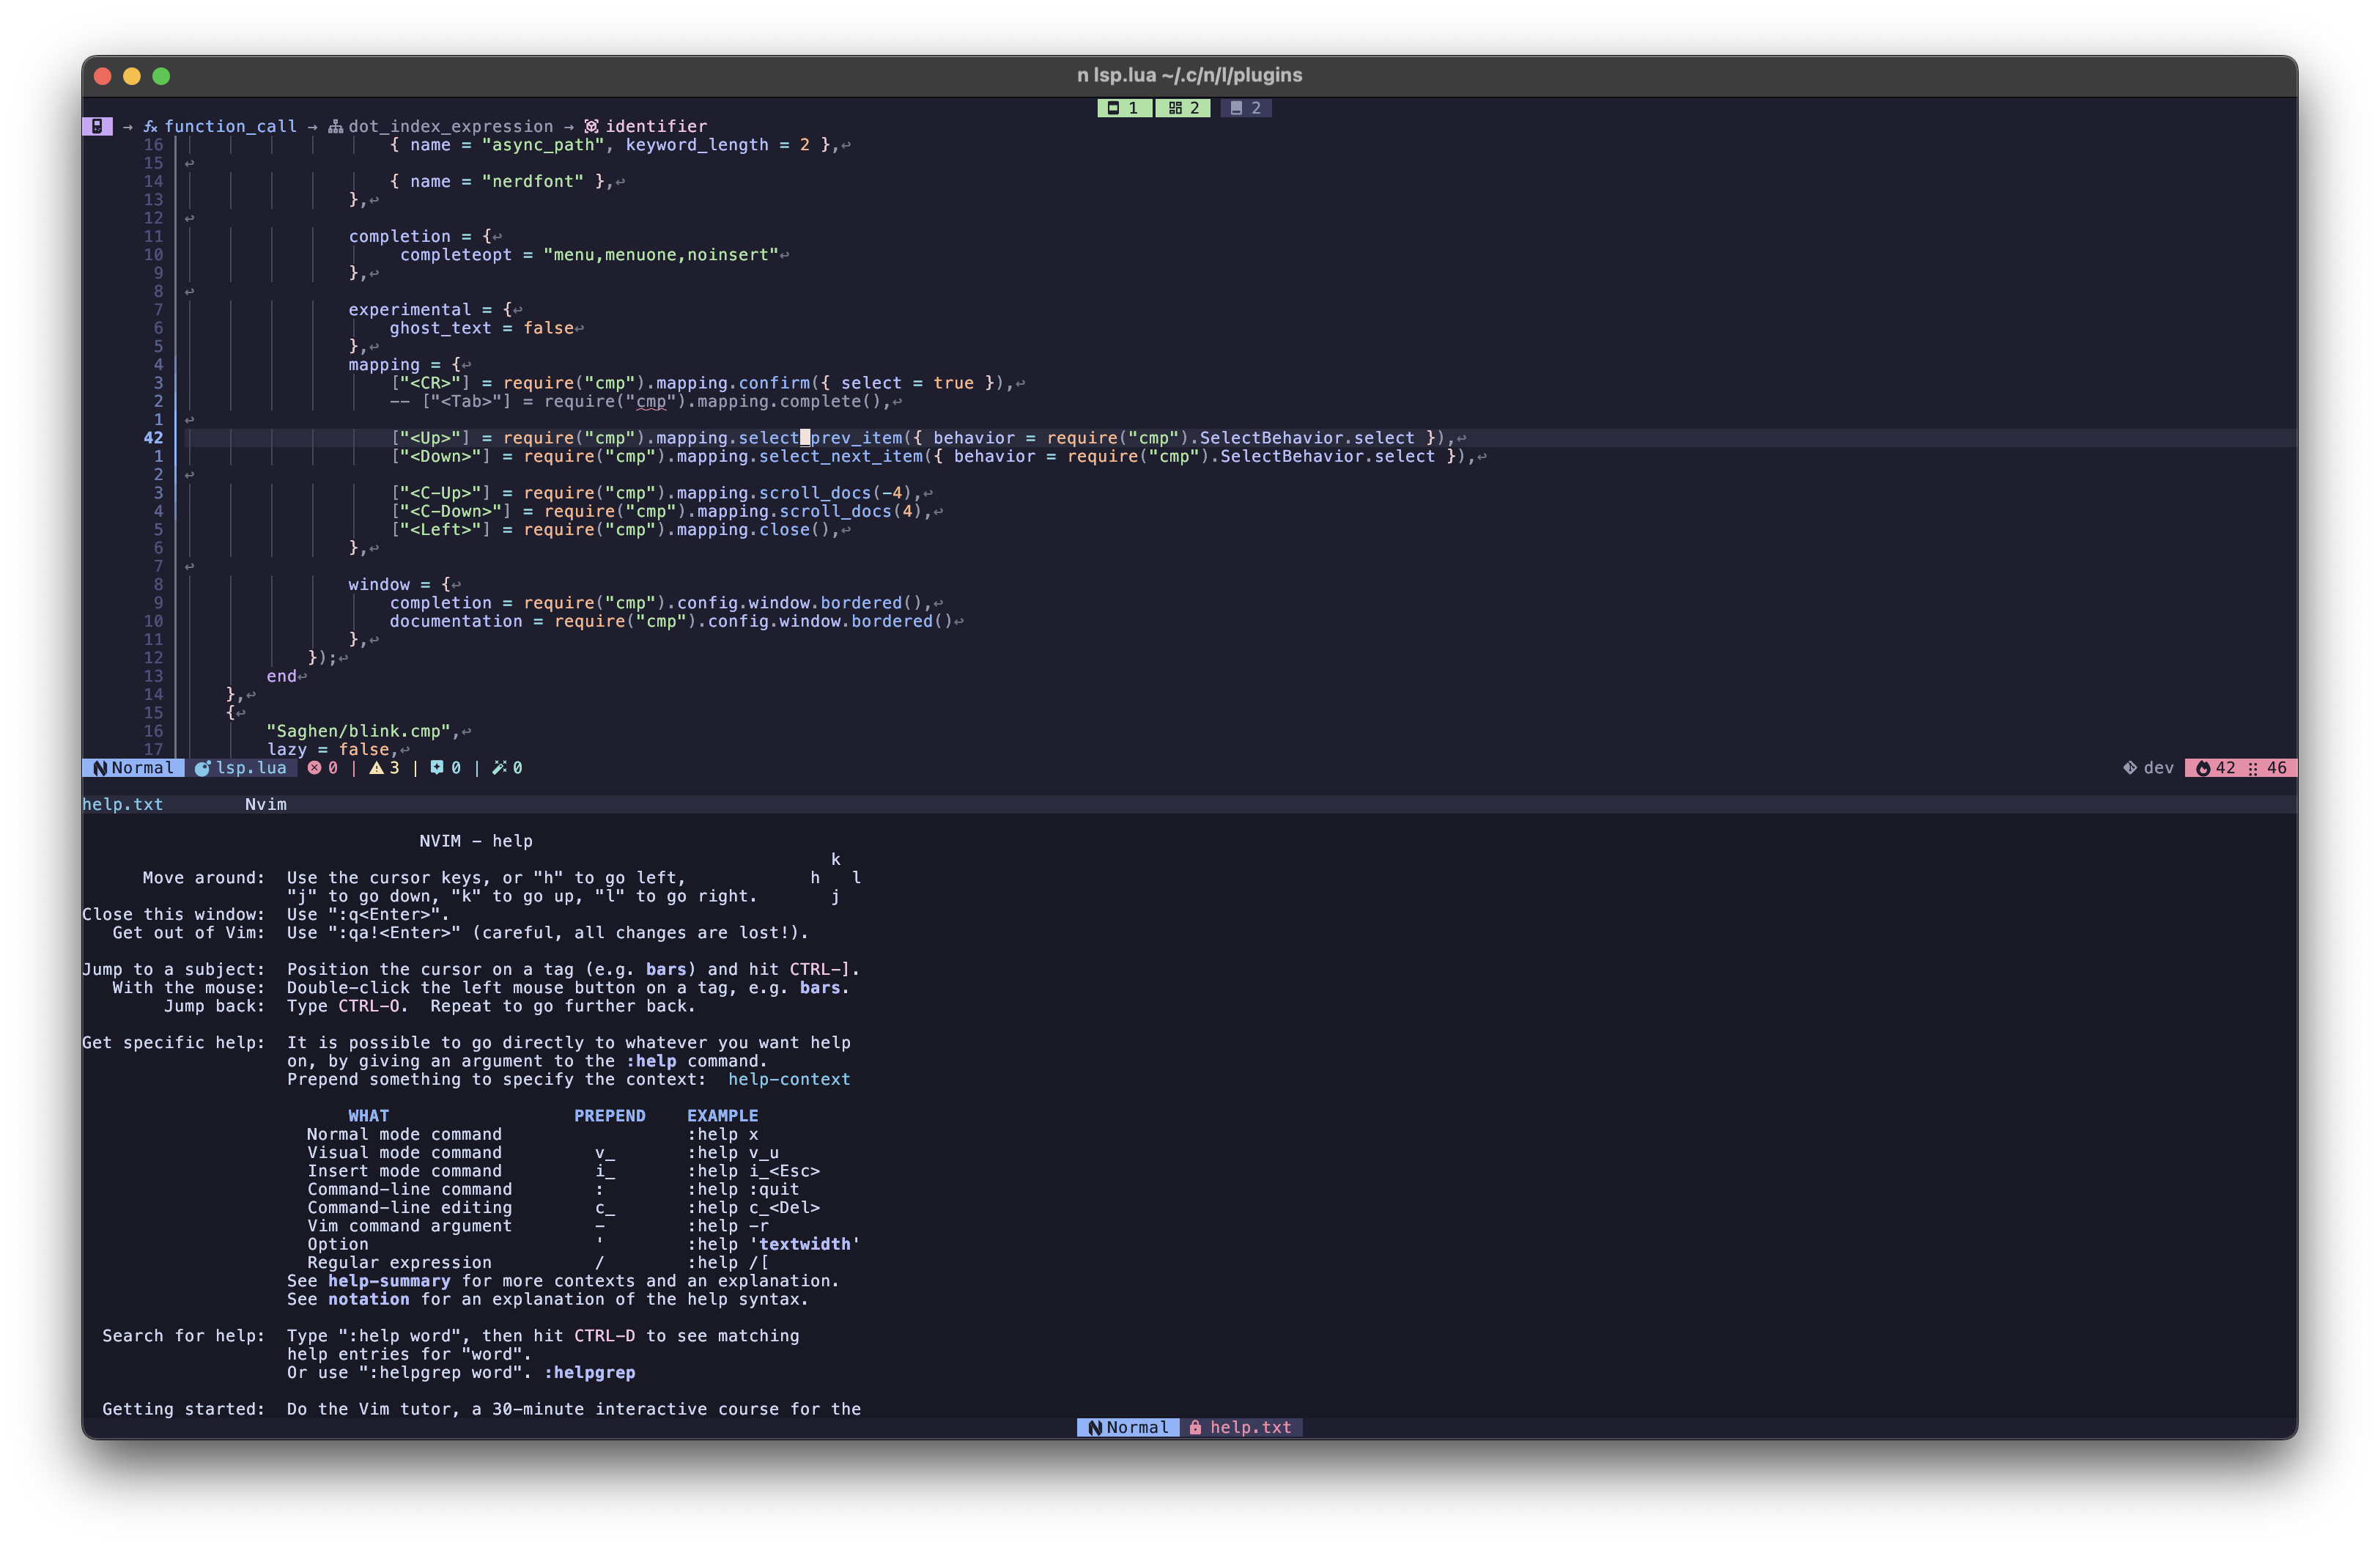 n lsp.lua ~/.c/n/l/plugins
1 2 2
→ fx function_call → dot_index_expression → identifier
16 { name = "async_path", keyword_length = 2 },↩
15 ↩
14 { name = "nerdfont" },↩
13 },↩
12 ↩
11 completion = {↩
10 completeopt = "menu,menuone,noinsert"↩
9 },↩
8 ↩
7 experimental = {↩
6 ghost_text = false↩
5 },↩
4 mapping = {↩
3 ["<CR>"] = require("cmp").mapping.confirm({ select = true }),↩
2 -- ["<Tab>"] = require("cmp").mapping.complete(),↩
1 ↩
42 ["<Up>"] = require("cmp").mapping.select_prev_item({ behavior = require("cmp").SelectBehavior.select }),↩
1 ["<Down>"] = require("cmp").mapping.select_next_item({ behavior = require("cmp").SelectBehavior.select }),↩
2 ↩
3 ["<C-Up>"] = require("cmp").mapping.scroll_docs(-4),↩
4 ["<C-Down>"] = require("cmp").mapping.scroll_docs(4),↩
5 ["<Left>"] = require("cmp").mapping.close(),↩
6 },↩
7 ↩
8 window = {↩
9 completion = require("cmp").config.window.bordered(),↩
10 documentation = require("cmp").config.window.bordered()↩
11 },↩
12 });↩
13 end↩
14 },↩
15 {↩
16 "Saghen/blink.cmp",↩
17 lazy = false,↩
Normal lsp.lua 0 | 3 | 0 | 0 dev 42 46
help.txt Nvim
NVIM - help
k
Move around: Use the cursor keys, or "h" to go left, h l
"j" to go down, "k" to go up, "l" to go right. j
Close this window: Use ":q<Enter>".
Get out of Vim: Use ":qa!<Enter>" (careful, all changes are lost!).
Jump to a subject: Position the cursor on a tag (e.g. bars) and hit CTRL-].
With the mouse: Double-click the left mouse button on a tag, e.g. bars.
Jump back: Type CTRL-O. Repeat to go further back.
Get specific help: It is possible to go directly to whatever you want help
on, by giving an argument to the :help command.
Prepend something to specify the context: help-context
WHAT PREPEND EXAMPLE
Normal mode command :help x
Visual mode command v_ :help v_u
Insert mode command i_ :help i_<Esc>
Command-line command : :help :quit
Command-line editing c_ :help c_<Del>
Vim command argument - :help -r
Option ' :help 'textwidth'
Regular expression / :help /[
See help-summary for more contexts and an explanation.
See notation for an explanation of the help syntax.
Search for help: Type ":help word", then hit CTRL-D to see matching
help entries for "word".
Or use ":helpgrep word". :helpgrep
Getting started: Do the Vim tutor, a 30-minute interactive course for the
Normal help.txt